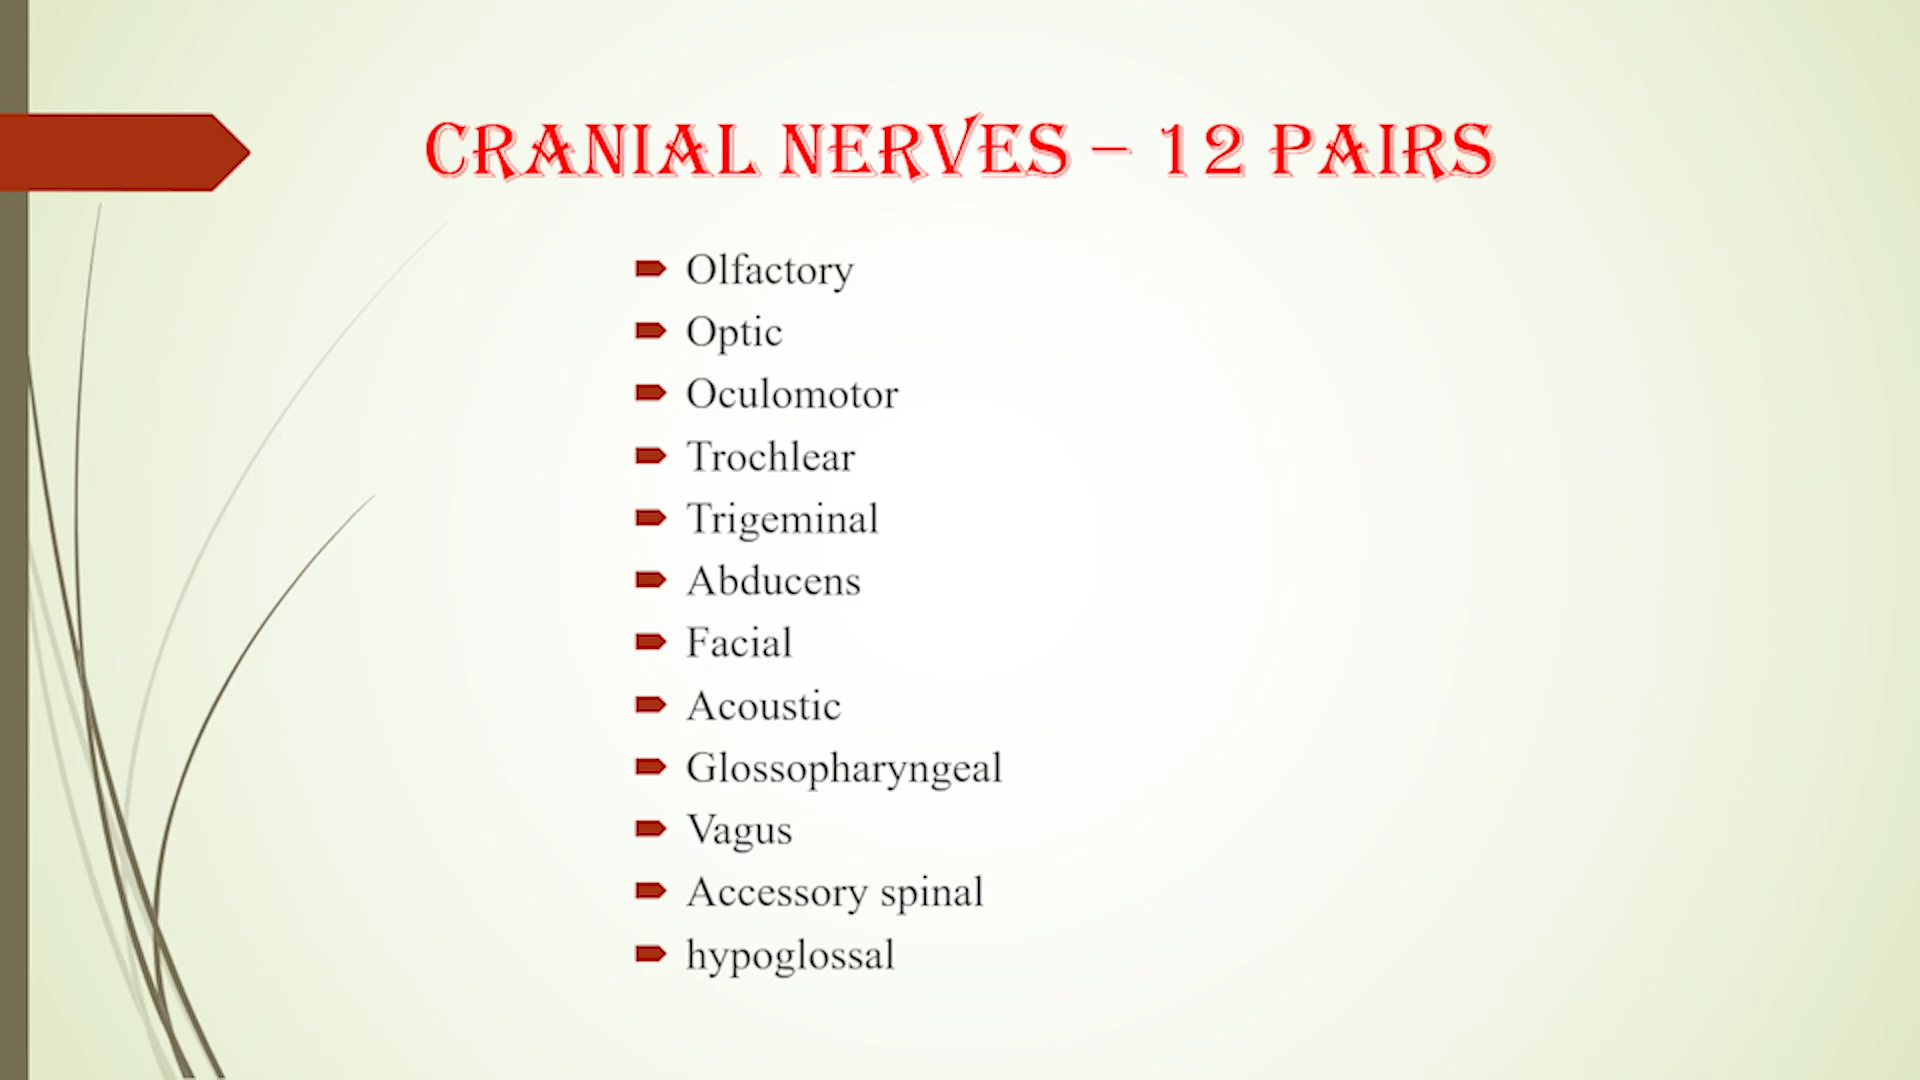 CRANIAL NERVES – 12 PAIRS
Olfactory
Optic
Oculomotor
Trochlear
Trigeminal
Abducens
Facial
Acoustic
Glossopharyngeal
Vagus
Accessory spinal
hypoglossal